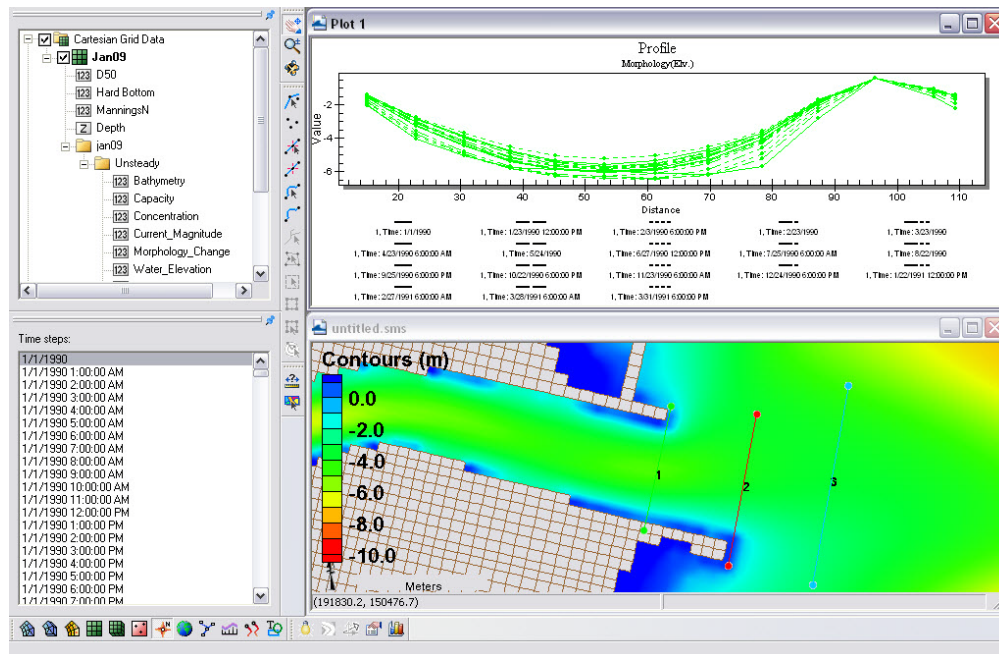 Cartesian Grid Data
Jan09
123 D50
123 Hard Bottom
123 ManningsN
Z Depth
jan09
Unsteady
123 Bathymetry
123 Capacity
123 Concentration
123 Current_Magnitude
123 Morphology_Change
123 Water_Elevation
Time steps:
1/1/1990
1/1/1990 1:00:00 AM
1/1/1990 2:00:00 AM
1/1/1990 3:00:00 AM
1/1/1990 4:00:00 AM
1/1/1990 5:00:00 AM
1/1/1990 6:00:00 AM
1/1/1990 7:00:00 AM
1/1/1990 8:00:00 AM
1/1/1990 9:00:00 AM
1/1/1990 10:00:00 AM
1/1/1990 11:00:00 AM
1/1/1990 12:00:00 PM
1/1/1990 1:00:00 PM
1/1/1990 2:00:00 PM
1/1/1990 3:00:00 PM
1/1/1990 4:00:00 PM
1/1/1990 5:00:00 PM
1/1/1990 6:00:00 PM
1/1/1990 7:00:00 PM
Plot 1
Profile
Morphology(Elv.)
Value
-2
-4
-6
20 30 40 50 60 70 80 90 100 110
Distance
1, Time: 1/1/1990 1, Time: 1/23/1990 12:00:00 PM 1, Time: 2/3/1990 6:00:00 PM 1, Time: 2/23/1990 1, Time: 3/23/1990
1, Time: 4/23/1990 6:00:00 AM 1, Time: 5/24/1990 1, Time: 6/27/1990 12:00:00 PM 1, Time: 7/25/1990 6:00:00 AM 1, Time: 8/22/1990
1, Time: 9/25/1990 6:00:00 PM 1, Time: 10/22/1990 6:00:00 PM 1, Time: 11/23/1990 6:00:00 AM 1, Time: 12/24/1990 6:00:00 PM 1, Time: 1/22/1991 12:00:00 PM
1, Time: 2/27/1991 6:00:00 AM 1, Time: 3/28/1991 6:00:00 AM 1, Time: 3/31/1991 6:00:00 PM
untitled.sms
Contours (m)
0.0
-2.0
-4.0
-6.0
-8.0
-10.0
1
2
3
Meters
(191830.2, 150476.7)